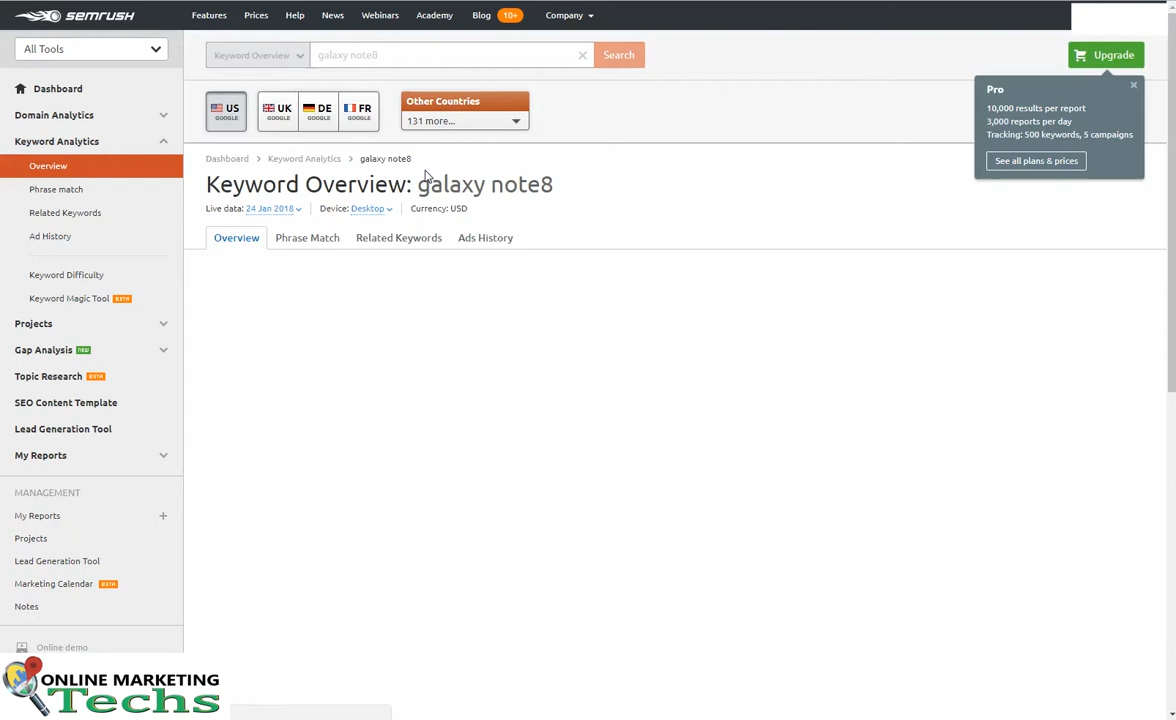 SEMRUSH
Features Prices Help News Webinars Academy Blog 10+ Company
All Tools
Keyword Overview galaxy note8 Search
Upgrade
Pro
10,000 results per report
3,000 reports per day
Tracking: 500 keywords, 5 campaigns
See all plans & prices
US GOOGLE
UK GOOGLE
DE GOOGLE
FR GOOGLE
Other Countries
131 more...
Dashboard > Keyword Analytics > galaxy note8
Keyword Overview: galaxy note8
Live data: 24 Jan 2018 Device: Desktop Currency: USD
Overview Phrase Match Related Keywords Ads History
Dashboard
Domain Analytics
Keyword Analytics
Overview
Phrase match
Related Keywords
Ad History
Keyword Difficulty
Keyword Magic Tool BETA
Projects
Gap Analysis NEW
Topic Research BETA
SEO Content Template
Lead Generation Tool
My Reports
MANAGEMENT
My Reports +
Projects
Lead Generation Tool
Marketing Calendar BETA
Notes
Online demo
ONLINE MARKETING
Techs